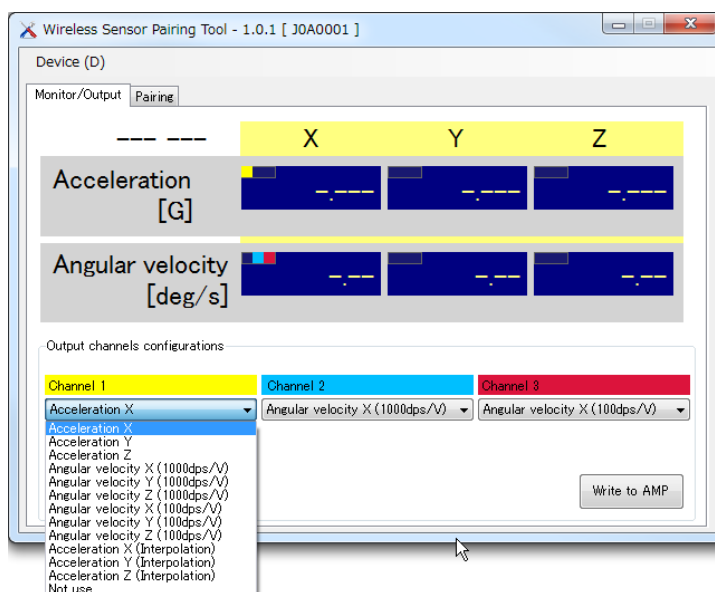 Wireless Sensor Pairing Tool - 1.0.1 [ J0A0001 ]
Device (D)
Monitor/Output Pairing
--- --- X Y Z
Acceleration [G] -.--- -.--- -.---
Angular velocity [deg/s] -.-- -.-- -.--
Output channels configurations
Channel 1 Channel 2 Channel 3
Acceleration X Angular velocity X (1000dps/V) Angular velocity X (100dps/V)
Acceleration X
Acceleration Y
Acceleration Z
Angular velocity X (1000dps/V)
Angular velocity Y (1000dps/V)
Angular velocity Z (1000dps/V)
Angular velocity X (100dps/V)
Angular velocity Y (100dps/V)
Angular velocity Z (100dps/V)
Acceleration X (Interpolation)
Acceleration Y (Interpolation)
Acceleration Z (Interpolation)
Not use
Write to AMP